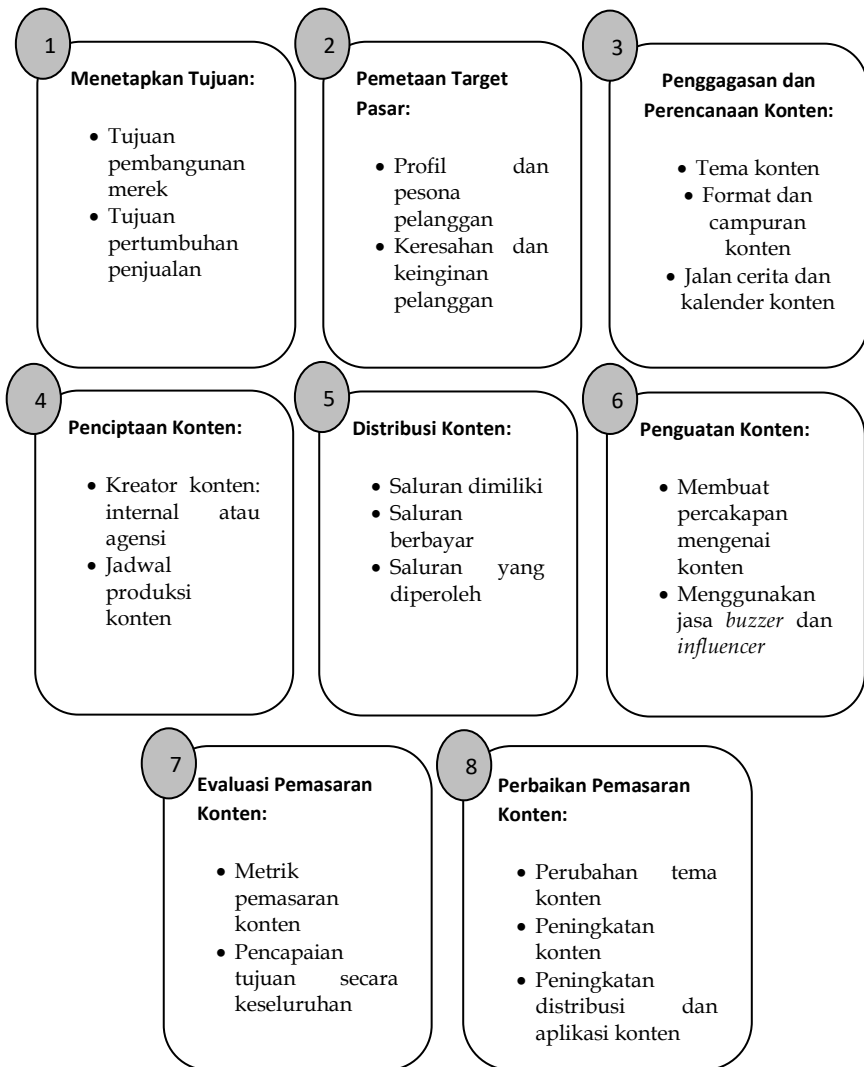 1
Menetapkan Tujuan:
• Tujuan
pembangunan
merek
• Tujuan
pertumbuhan
penjualan
2
Pemetaan Target
Pasar:
• Profil dan
pesona
pelanggan
• Keresahan dan
keinginan
pelanggan
3
Penggagasan dan
Perencanaan Konten:
• Tema konten
• Format dan
campuran
konten
• Jalan cerita dan
kalender konten
4
Penciptaan Konten:
• Kreator konten:
internal atau
agensi
• Jadwal
produksi
konten
5
Distribusi Konten:
• Saluran dimiliki
• Saluran
berbayar
• Saluran yang
diperoleh
6
Penguatan Konten:
• Membuat
percakapan
mengenai
konten
• Menggunakan
jasa buzzer dan
influencer
7
Evaluasi Pemasaran
Konten:
• Metrik
pemasaran
konten
• Pencapaian
tujuan secara
keseluruhan
8
Perbaikan Pemasaran
Konten:
• Perubahan tema
konten
• Peningkatan
konten
• Peningkatan
distribusi dan
aplikasi konten